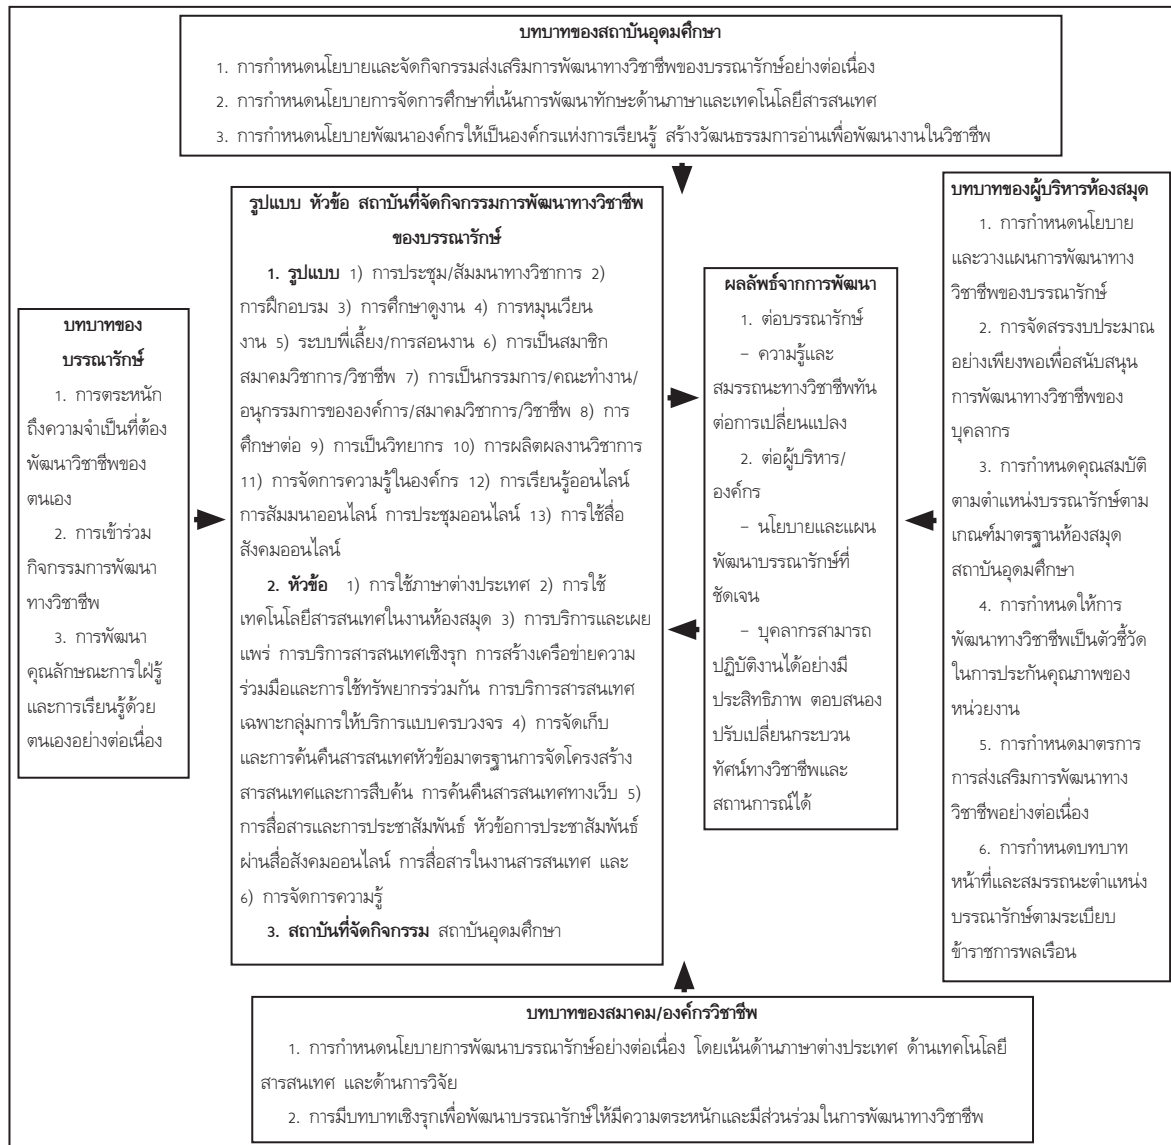 บทบาทของสถาบันอุดมศึกษา
1. การกำหนดนโยบายและจัดกิจกรรมส่งเสริมการพัฒนาทางวิชาชีพของบรรณารักษ์อย่างต่อเนื่อง
2. การกำหนดนโยบายการจัดการศึกษาที่เน้นการพัฒนาทักษะด้านภาษาและเทคโนโลยีสารสนเทศ
3. การกำหนดนโยบายพัฒนาองค์กรให้เป็นองค์กรแห่งการเรียนรู้ สร้างวัฒนธรรมการอ่านเพื่อพัฒนางานในวิชาชีพ
บทบาทของ
บรรณารักษ์
1. การตระหนัก
ถึงความจำเป็นที่ต้อง
พัฒนาวิชาชีพของ
ตนเอง
2. การเข้าร่วม
กิจกรรมการพัฒนา
ทางวิชาชีพ
3. การพัฒนา
คุณลักษณะการใฝ่รู้
และการเรียนรู้ด้วย
ตนเองอย่างต่อเนื่อง
รูปแบบ หัวข้อ สถาบันที่จัดกิจกรรมการพัฒนาทางวิชาชีพ
ของบรรณารักษ์
1. รูปแบบ 1) การประชุม/สัมมนาทางวิชาการ 2)
การฝึกอบรม 3) การศึกษาดูงาน 4) การหมุนเวียน
งาน 5) ระบบพี่เลี้ยง/การสอนงาน 6) การเป็นสมาชิก
สมาคมวิชาการ/วิชาชีพ 7) การเป็นกรรมการ/คณะทำงาน/
อนุกรรมการขององค์การ/สมาคมวิชาการ/วิชาชีพ 8) การ
ศึกษาต่อ 9) การเป็นวิทยากร 10) การผลิตผลงานวิชาการ
11) การจัดการความรู้ในองค์กร 12) การเรียนรู้ออนไลน์
การสัมมนาออนไลน์ การประชุมออนไลน์ 13) การใช้สื่อ
สังคมออนไลน์
2. หัวข้อ 1) การใช้ภาษาต่างประเทศ 2) การใช้
เทคโนโลยีสารสนเทศในงานห้องสมุด 3) การบริการและเผย
แพร่ การบริการสารสนเทศเชิงรุก การสร้างเครือข่ายความ
ร่วมมือและการใช้ทรัพยากรร่วมกัน การบริการสารสนเทศ
เฉพาะกลุ่มการให้บริการแบบครบวงจร 4) การจัดเก็บ
และการค้นคืนสารสนเทศหัวข้อมาตรฐานการจัดโครงสร้าง
สารสนเทศและการสืบค้น การค้นคืนสารสนเทศทางเว็บ 5)
การสื่อสารและการประชาสัมพันธ์ หัวข้อการประชาสัมพันธ์
ผ่านสื่อสังคมออนไลน์ การสื่อสารในงานสารสนเทศ และ
6) การจัดการความรู้
3. สถาบันที่จัดกิจกรรม สถาบันอุดมศึกษา
ผลลัพธ์จากการพัฒนา
1. ต่อบรรณารักษ์
– ความรู้และ
สมรรถนะทางวิชาชีพทัน
ต่อการเปลี่ยนแปลง
2. ต่อผู้บริหาร/
องค์กร
– นโยบายและแผน
พัฒนาบรรณารักษ์ที่
ชัดเจน
– บุคลากรสามารถ
ปฏิบัติงานได้อย่างมี
ประสิทธิภาพ ตอบสนอง
ปรับเปลี่ยนกระบวน
ทัศน์ทางวิชาชีพและ
สถานการณ์ได้
บทบาทของผู้บริหารห้องสมุด
1. การกำหนดนโยบาย
และวางแผนการพัฒนาทาง
วิชาชีพของบรรณารักษ์
2. การจัดสรรงบประมาณ
อย่างเพียงพอเพื่อสนับสนุน
การพัฒนาทางวิชาชีพของ
บุคลากร
3. การกำหนดคุณสมบัติ
ตามตำแหน่งบรรณารักษ์ตาม
เกณฑ์มาตรฐานห้องสมุด
สถาบันอุดมศึกษา
4. การกำหนดให้การ
พัฒนาทางวิชาชีพเป็นตัวชี้วัด
ในการประกันคุณภาพของ
หน่วยงาน
5. การกำหนดมาตรการ
การส่งเสริมการพัฒนาทาง
วิชาชีพอย่างต่อเนื่อง
6. การกำหนดบทบาท
หน้าที่และสมรรถนะตำแหน่ง
บรรณารักษ์ตามระเบียบ
ข้าราชการพลเรือน
บทบาทของสมาคม/องค์กรวิชาชีพ
1. การกำหนดนโยบายการพัฒนาบรรณารักษ์อย่างต่อเนื่อง โดยเน้นด้านภาษาต่างประเทศ ด้านเทคโนโลยี
สารสนเทศ และด้านการวิจัย
2. การมีบทบาทเชิงรุกเพื่อพัฒนาบรรณารักษ์ให้มีความตระหนักและมีส่วนร่วมในการพัฒนาทางวิชาชีพ